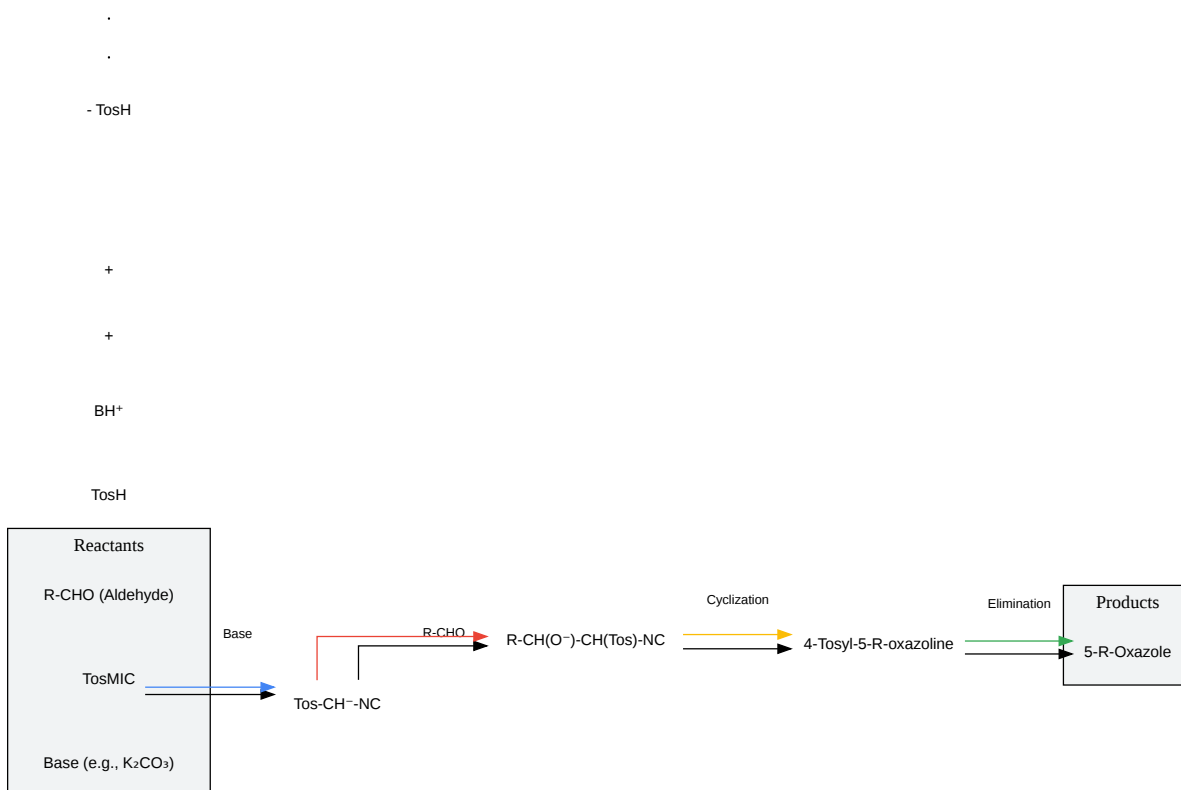 .
.
- TosH
+
+
BH⁺
TosH
Reactants
R-CHO (Aldehyde)
TosMIC
Base (e.g., K₂CO₃)
Base
Tos-CH⁻-NC
R-CHO
R-CH(O⁻)-CH(Tos)-NC
Cyclization
4-Tosyl-5-R-oxazoline
Elimination
Products
5-R-Oxazole